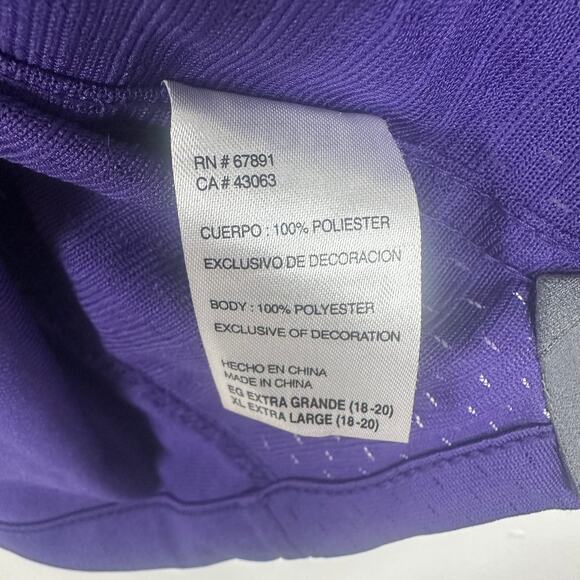 RN # 67891
CA # 43063
CUERPO : 100% POLIESTER
EXCLUSIVO DE DECORACION
BODY : 100% POLYESTER
EXCLUSIVE OF DECORATION
HECHO EN CHINA
MADE IN CHINA
EG EXTRA GRANDE (18-20)
XL EXTRA LARGE (18-20)